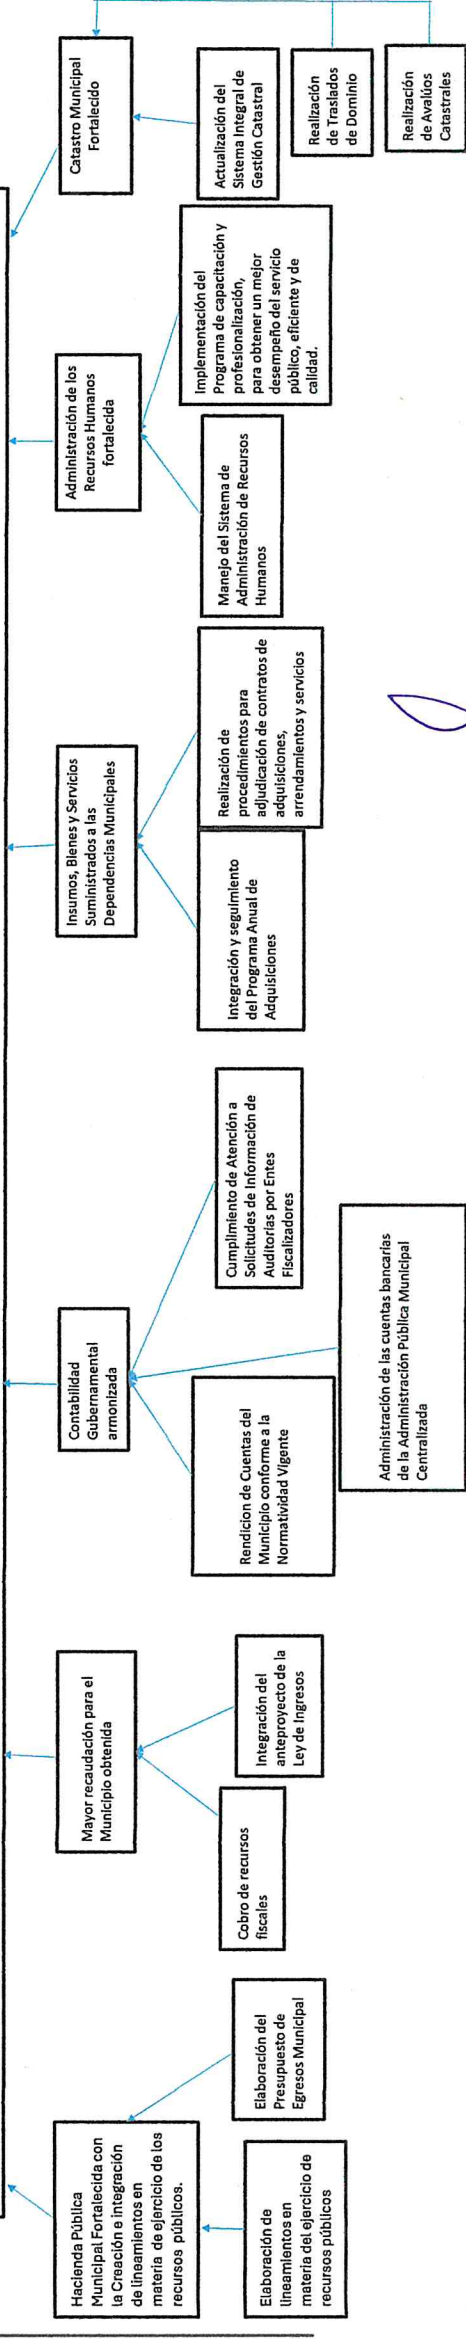 Hacienda Pública
Municipal Fortalecida con
la Creación e integración
de lineamientos en
materia de ejercicio de los
recursos públicos.
Elaboración de
lineamientos en
materia del ejercicio de
recursos públicos
Elaboración del
Presupuesto de
Egresos Municipal
Mayor recaudación para el
Municipio obtenida
Cobro de recursos
fiscales
Integración del
anteproyecto de la
Ley de Ingresos
Contabilidad
Gubernamental
armonizada
Rendicion de Cuentas del
Municipio conforme a la
Normatividad Vigente
Administración de las cuentas bancarias
de la Administración Pública Municipal
Centralizada
Cumplimiento de Atención a
Solicitudes de Información de
Auditorías por Entes
Fiscalizadores
Insumos, Bienes y Servicios
Suministrados a las
Dependencias Municipales
Integración y seguimiento
del Programa Anual de
Adquisiciones
Realización de
procedimientos para
adjudicación de contratos de
adquisiciones,
arrendamientos y servicios
Administración de los
Recursos Humanos
fortalecida
Manejo del Sistema de
Administración de Recursos
Humanos
Implementación del
Programa de capacitación y
profesionalización,
para obtener un mejor
desempeño del servicio
público, eficiente y de
calidad.
Catastro Municipal
Fortalecido
Actualización del
Sistema Integral de
Gestión Catastral
Realización
de Traslados
de Dominio
Realización
de Avalúos
Catastrales